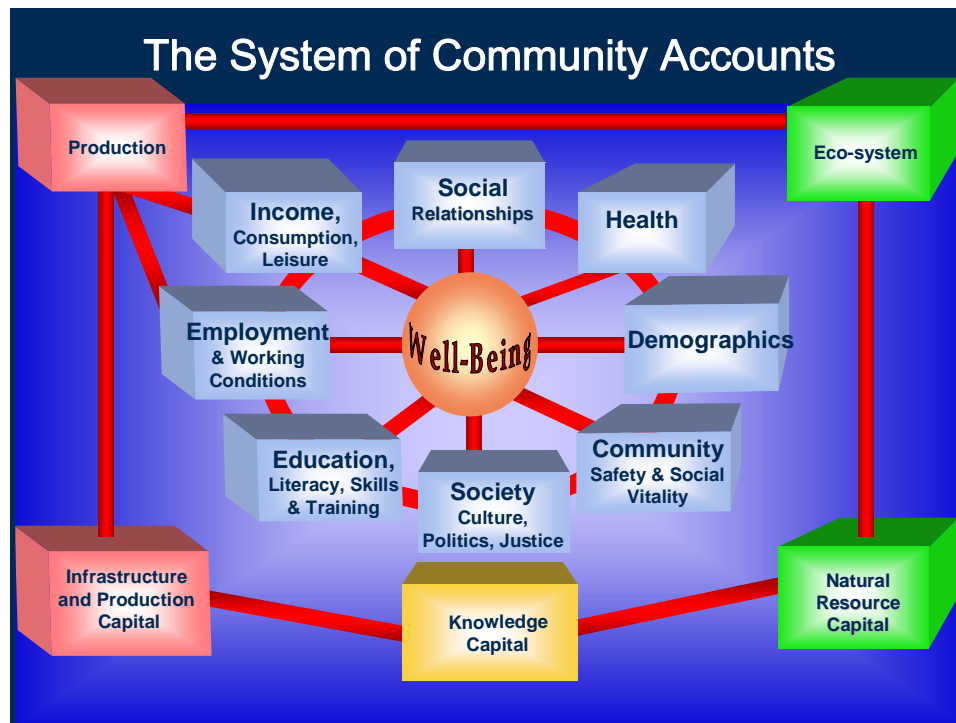 The System of Community Accounts
Production
Eco-system
Income,
Consumption,
Leisure
Social
Relationships
Health
Employment
& Working
Conditions
Well-Being
Demographics
Education,
Literacy, Skills
& Training
Society
Culture,
Politics, Justice
Community
Safety & Social
Vitality
Infrastructure
and Production
Capital
Knowledge
Capital
Natural
Resource
Capital